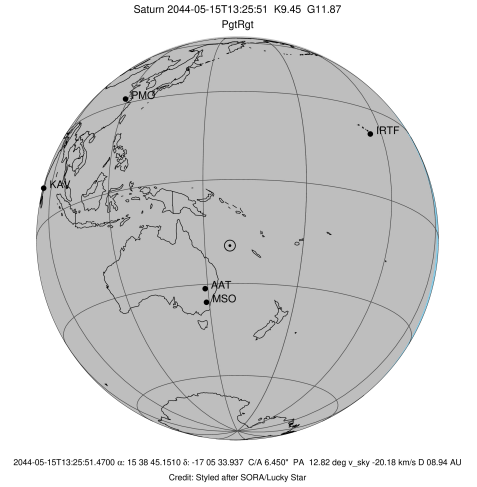 Saturn 2044-05-15T13:25:51 K9.45 G11.87
PgtRgt
PMO
IRTF
KAV
AAT
MSO
2044-05-15T13:25:51.4700 α: 15 38 45.1510 δ: -17 05 33.937 C/A 6.450" PA 12.82 deg v_sky -20.18 km/s D 08.94 AU
Credit: Styled after SORA/Lucky Star